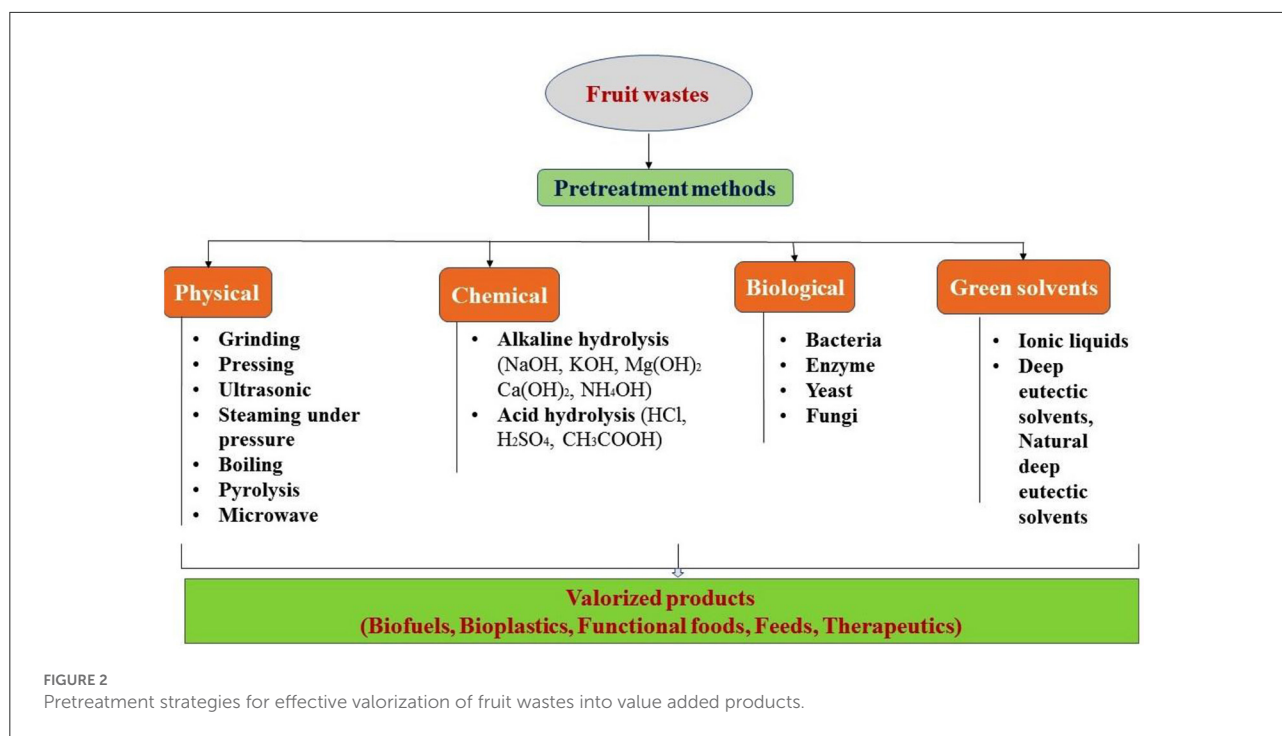 Fruit wastes
Pretreatment methods
Physical
• Grinding
• Pressing
• Ultrasonic
• Steaming under
pressure
• Boiling
• Pyrolysis
• Microwave
Chemical
• Alkaline hydrolysis
(NaOH, KOH, Mg(OH)₂
Ca(OH)₂, NH₄OH)
• Acid hydrolysis (HCl,
H₂SO₄, CH₃COOH)
Biological
• Bacteria
• Enzyme
• Yeast
• Fungi
Green solvents
• Ionic liquids
• Deep
eutectic
solvents,
Natural
deep
eutectic
solvents
Valorized products
(Biofuels, Bioplastics, Functional foods, Feeds, Therapeutics)
FIGURE 2
Pretreatment strategies for effective valorization of fruit wastes into value added products.